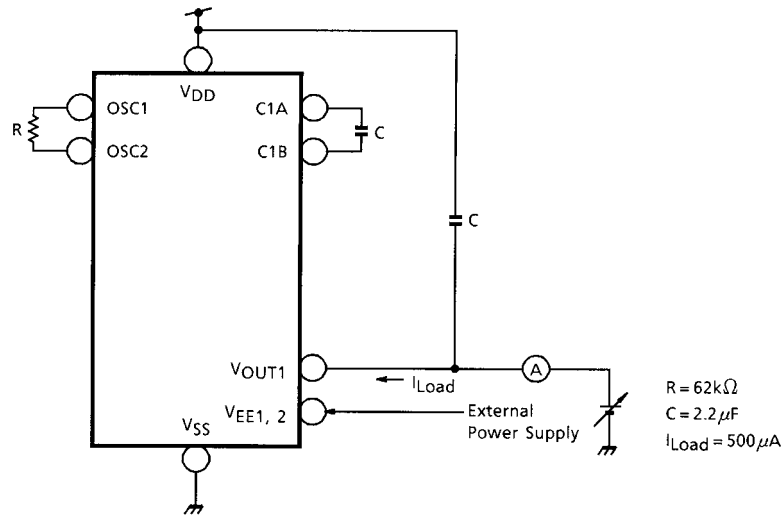 VDD
OSC1
C1A
R
C
OSC2
C1B
C
VOUT1
A
ILoad
R = 62kΩ
VEE1, 2
External
Power Supply
C = 2.2μF
VSS
ILoad = 500μA